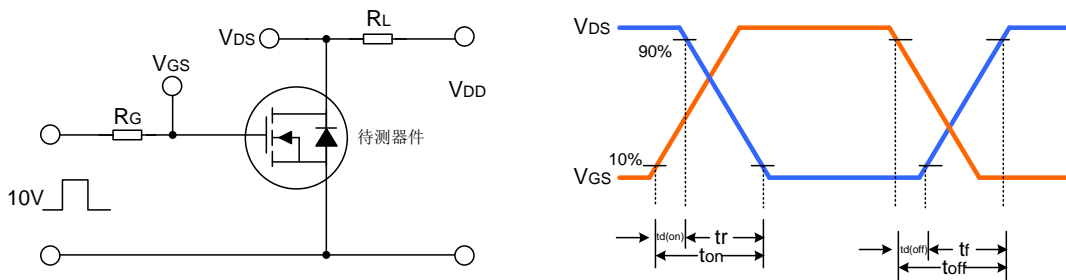 VDS
RL
VGS
VDD
RG
待测器件
10V
VDS
90%
10%
VGS
td(on)
tr
ton
td(off)
tf
toff